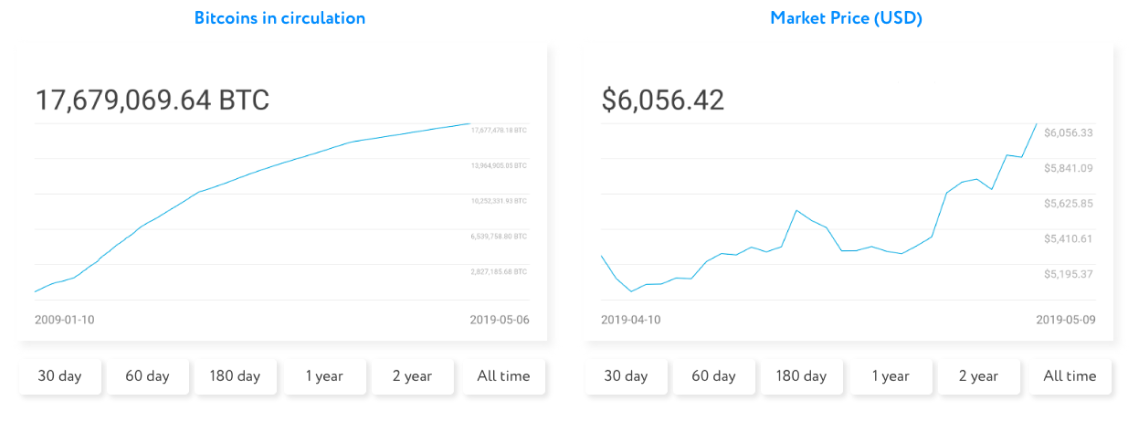 Bitcoins in circulation
17,679,069.64 BTC
17,677,478.18 BTC
13,964,905.05 BTC
10,252,331.93 BTC
6,539,758.80 BTC
2,827,185.68 BTC
2009-01-10 2019-05-06
30 day 60 day 180 day 1 year 2 year All time
Market Price (USD)
$6,056.42
$6,056.33
$5,841.09
$5,625.85
$5,410.61
$5,195.37
2019-04-10 2019-05-09
30 day 60 day 180 day 1 year 2 year All time